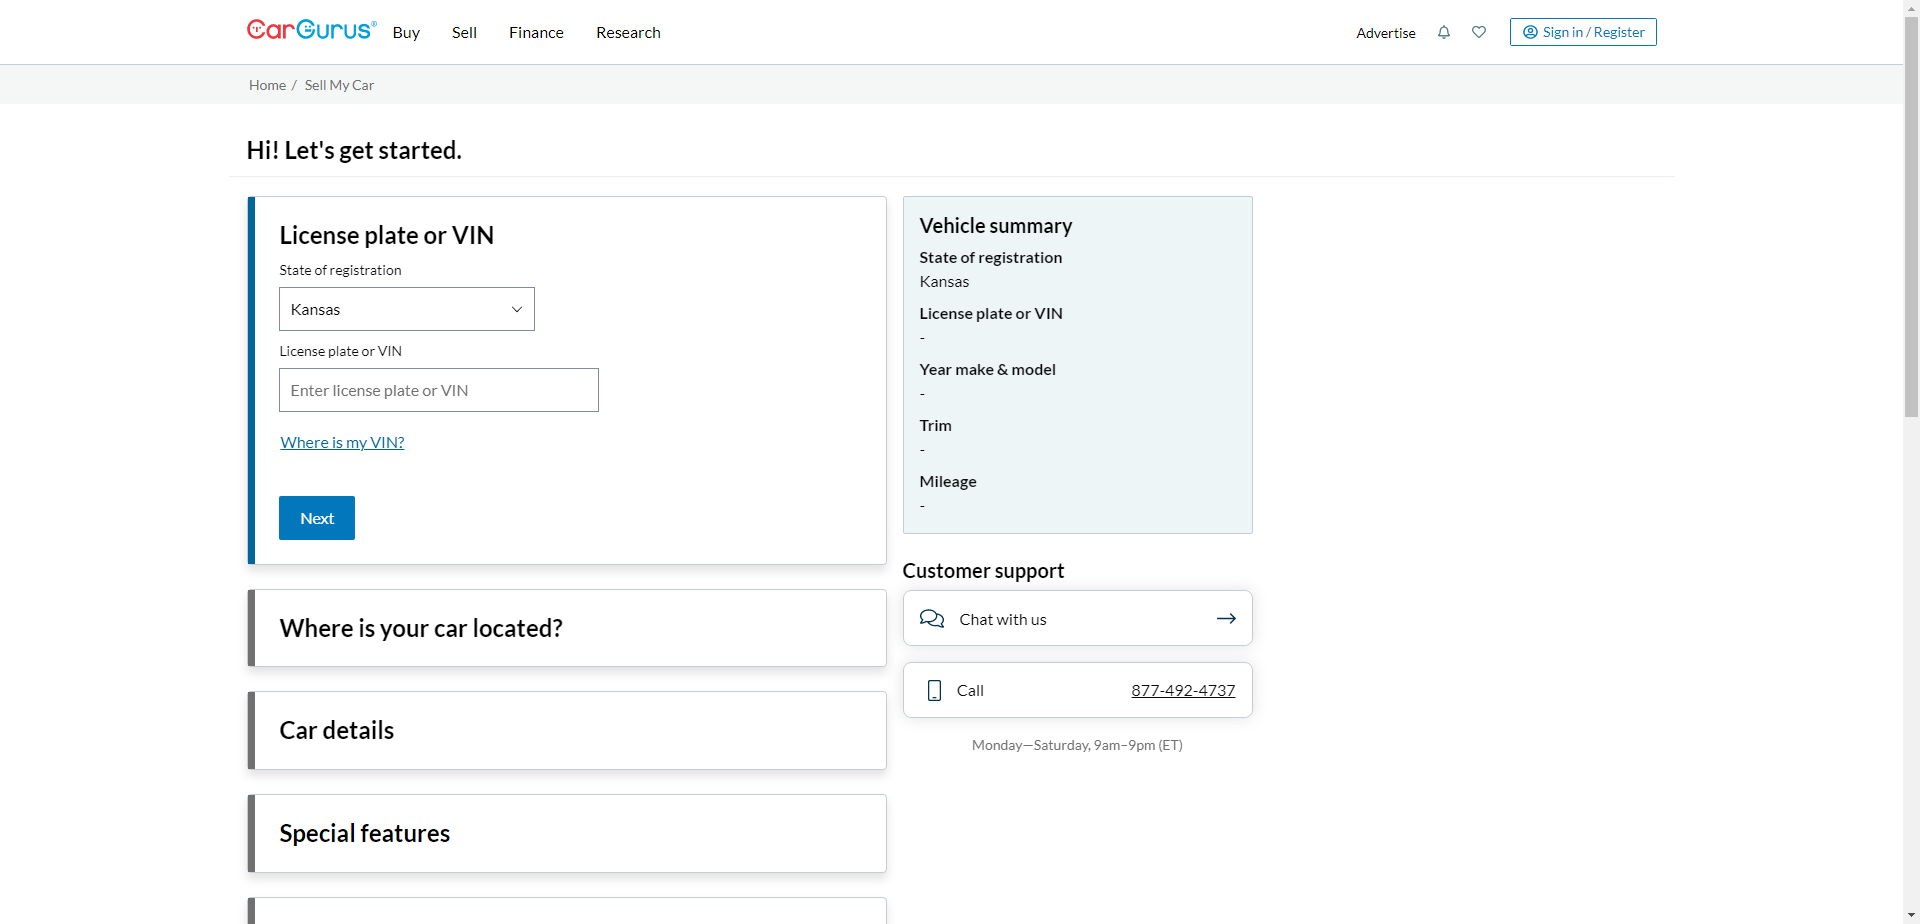 CarGurus®
Buy
Sell
Finance
Research
Advertise
Sign in / Register
Home / Sell My Car
Hi! Let's get started.
License plate or VIN
State of registration
Kansas
License plate or VIN
Enter license plate or VIN
Where is my VIN?
Next
Where is your car located?
Car details
Special features
Vehicle summary
State of registration
Kansas
License plate or VIN
-
Year make & model
-
Trim
-
Mileage
-
Customer support
Chat with us
Call
877-492-4737
Monday—Saturday, 9am–9pm (ET)